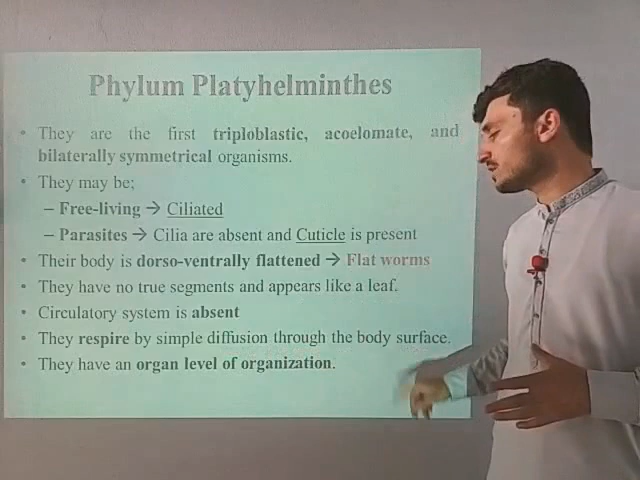 Phylum Platyhelminthes
• They are the first triploblastic, acoelomate, and
bilaterally symmetrical organisms.
• They may be;
– Free-living → Ciliated
– Parasites → Cilia are absent and Cuticle is present
• Their body is dorso-ventrally flattened → Flat worms
• They have no true segments and appears like a leaf.
• Circulatory system is absent
• They respire by simple diffusion through the body surface.
• They have an organ level of organization.